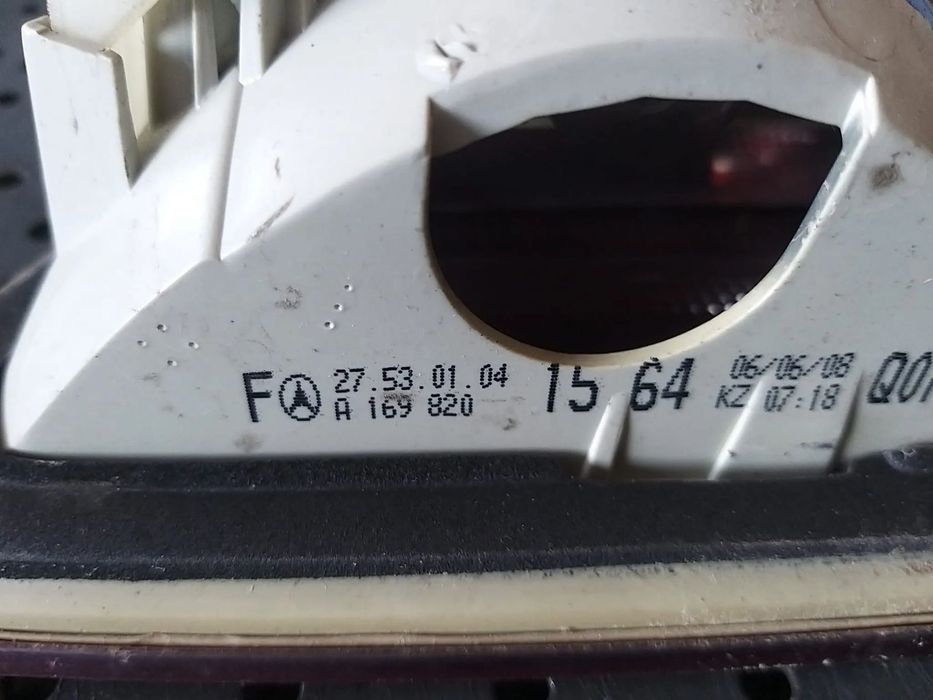 F 27.53.01.04 15 64 06/06/08
A 169 820 KZ 07:18